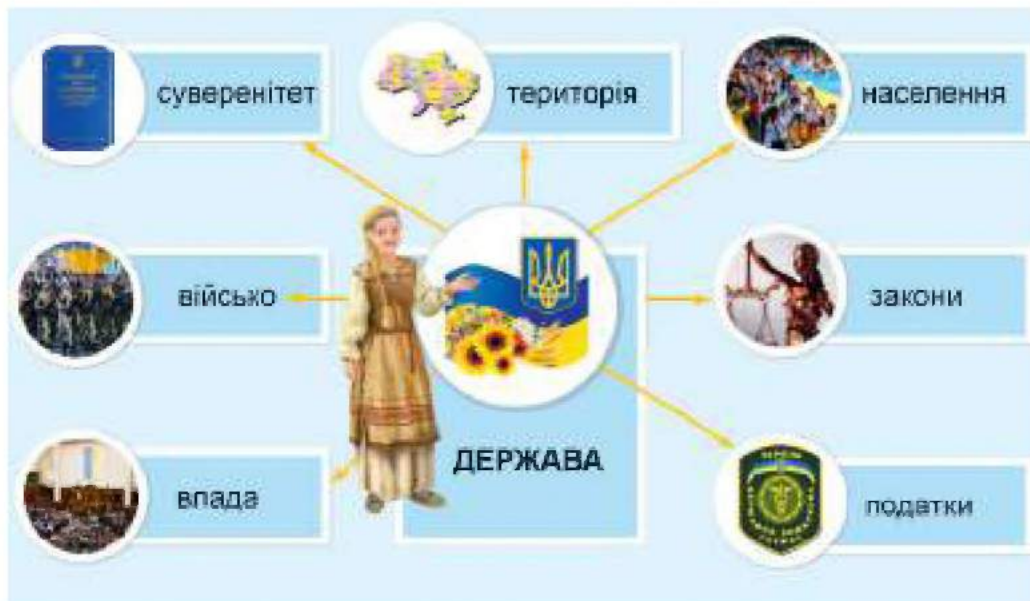 суверенітет
територія
населення
військо
закони
ДЕРЖАВА
влада
податки